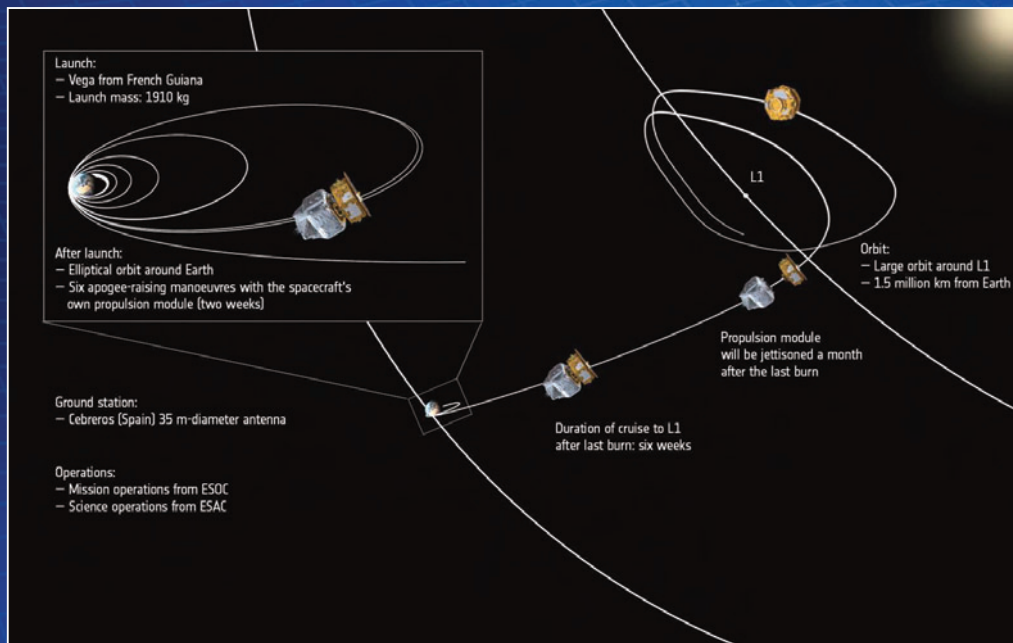 Launch:
– Vega from French Guiana
– Launch mass: 1910 kg
After launch:
– Elliptical orbit around Earth
– Six apogee-raising manoeuvres with the spacecraft's
own propulsion module (two weeks)
L1
Orbit:
– Large orbit around L1
– 1.5 million km from Earth
Propulsion module
will be jettisoned a month
after the last burn
Duration of cruise to L1
after last burn: six weeks
Ground station:
– Cebreros (Spain) 35 m-diameter antenna
Operations:
– Mission operations from ESOC
– Science operations from ESAC